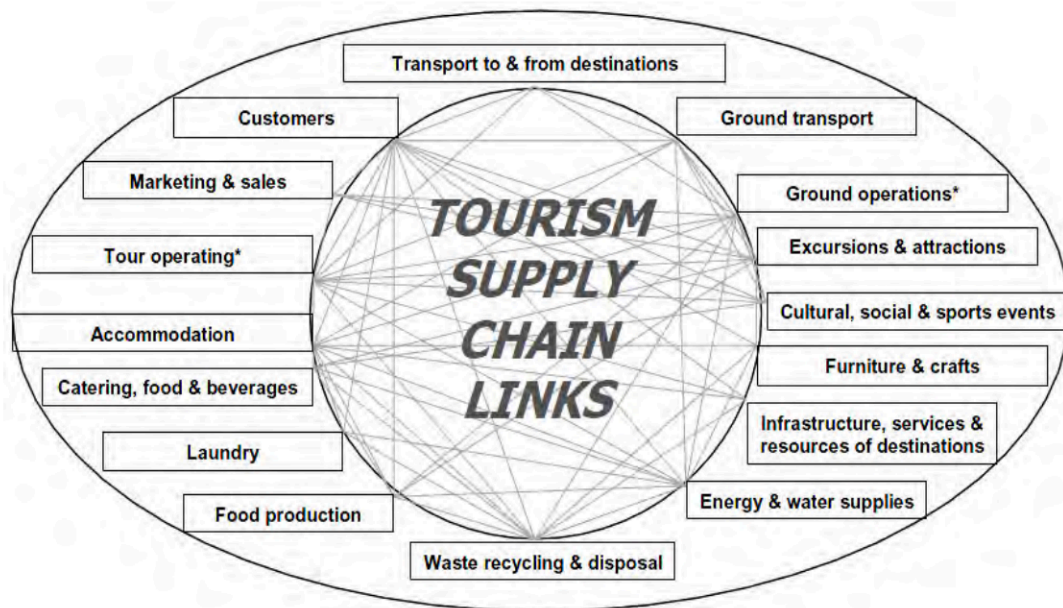 Transport to & from destinations
Customers
Ground transport
Marketing & sales
Ground operations*
Tour operating*
Excursions & attractions
Cultural, social & sports events
Accommodation
Furniture & crafts
Catering, food & beverages
Infrastructure, services &
resources of destinations
Laundry
Energy & water supplies
Food production
Waste recycling & disposal
TOURISM
SUPPLY
CHAIN
LINKS